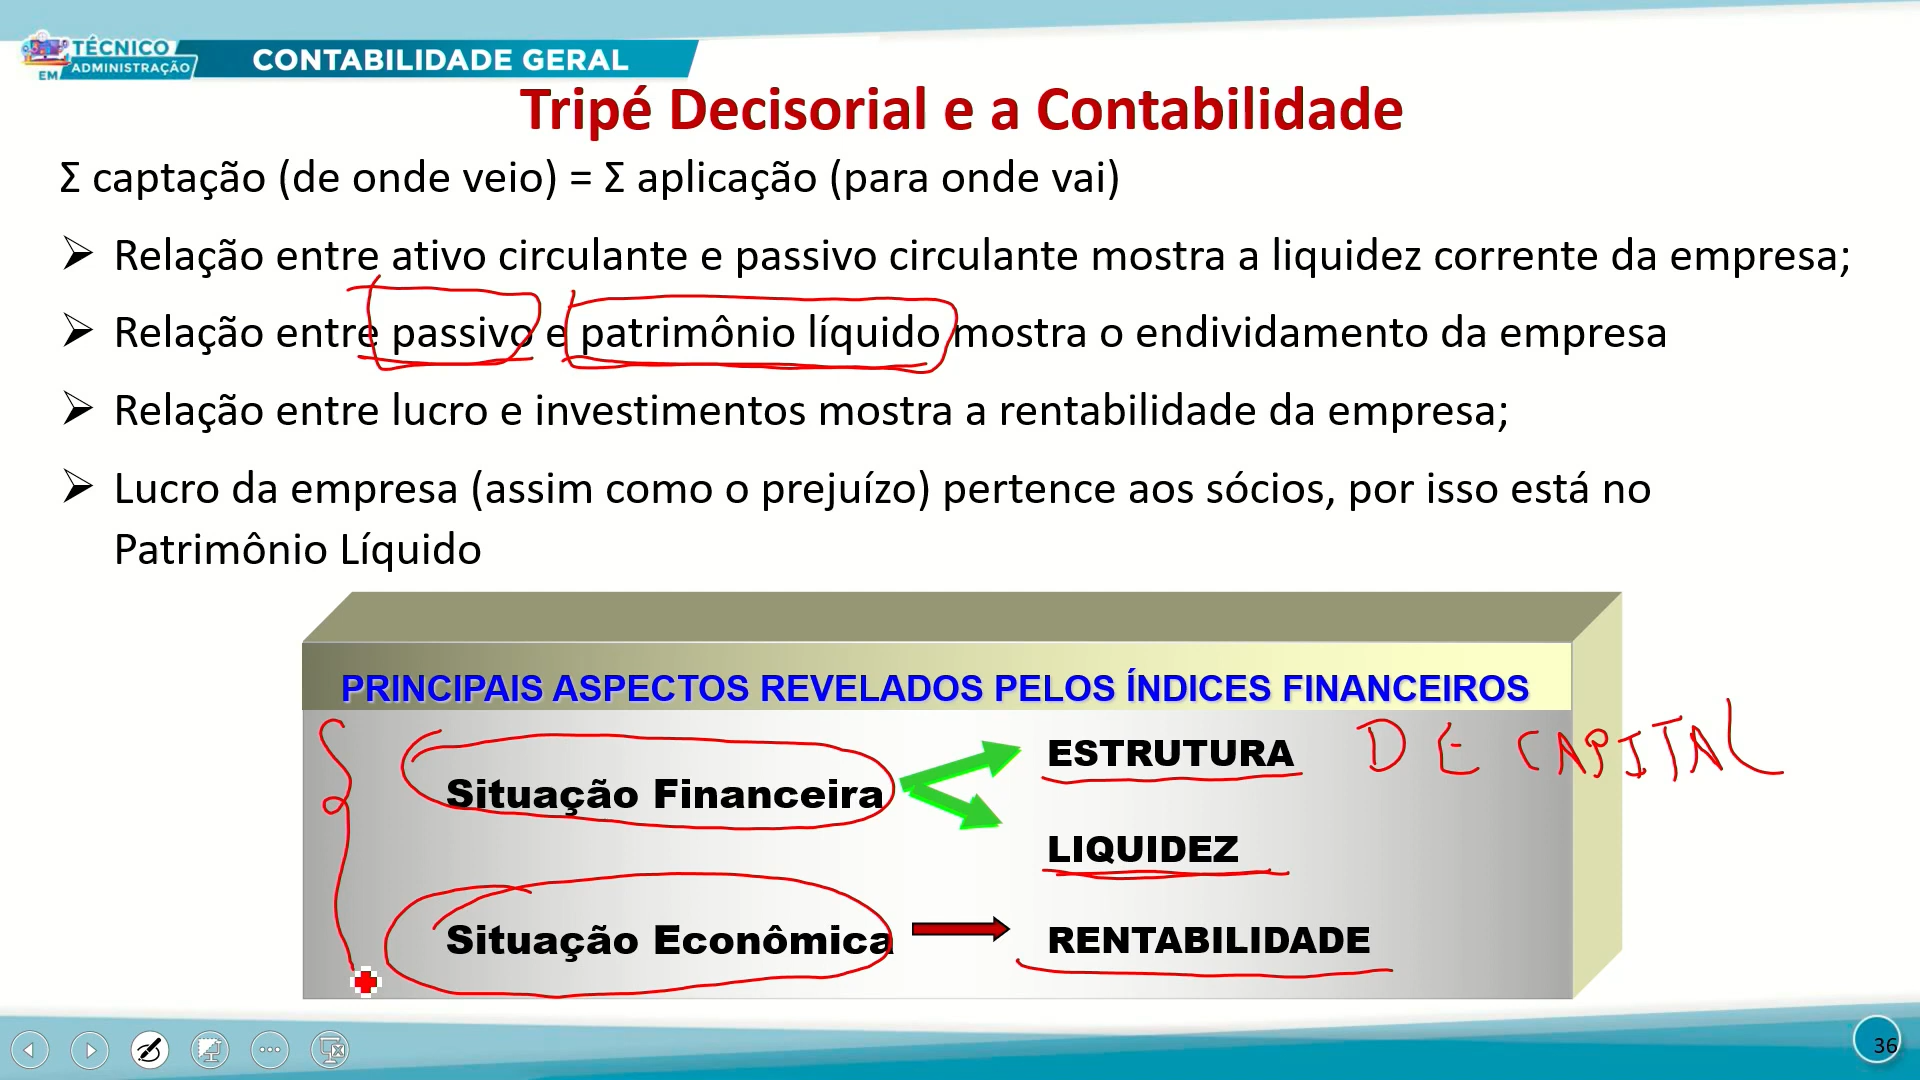 TÉCNICO
EM ADMINISTRAÇÃO
CONTABILIDADE GERAL
Tripé Decisorial e a Contabilidade
Σ captação (de onde veio) = Σ aplicação (para onde vai)
Relação entre ativo circulante e passivo circulante mostra a liquidez corrente da empresa;
Relação entre passivo e patrimônio líquido mostra o endividamento da empresa
Relação entre lucro e investimentos mostra a rentabilidade da empresa;
Lucro da empresa (assim como o prejuízo) pertence aos sócios, por isso está no
Patrimônio Líquido
PRINCIPAIS ASPECTOS REVELADOS PELOS ÍNDICES FINANCEIROS
ESTRUTURA DE CAPITAL
Situação Financeira
LIQUIDEZ
Situação Econômica RENTABILIDADE
36